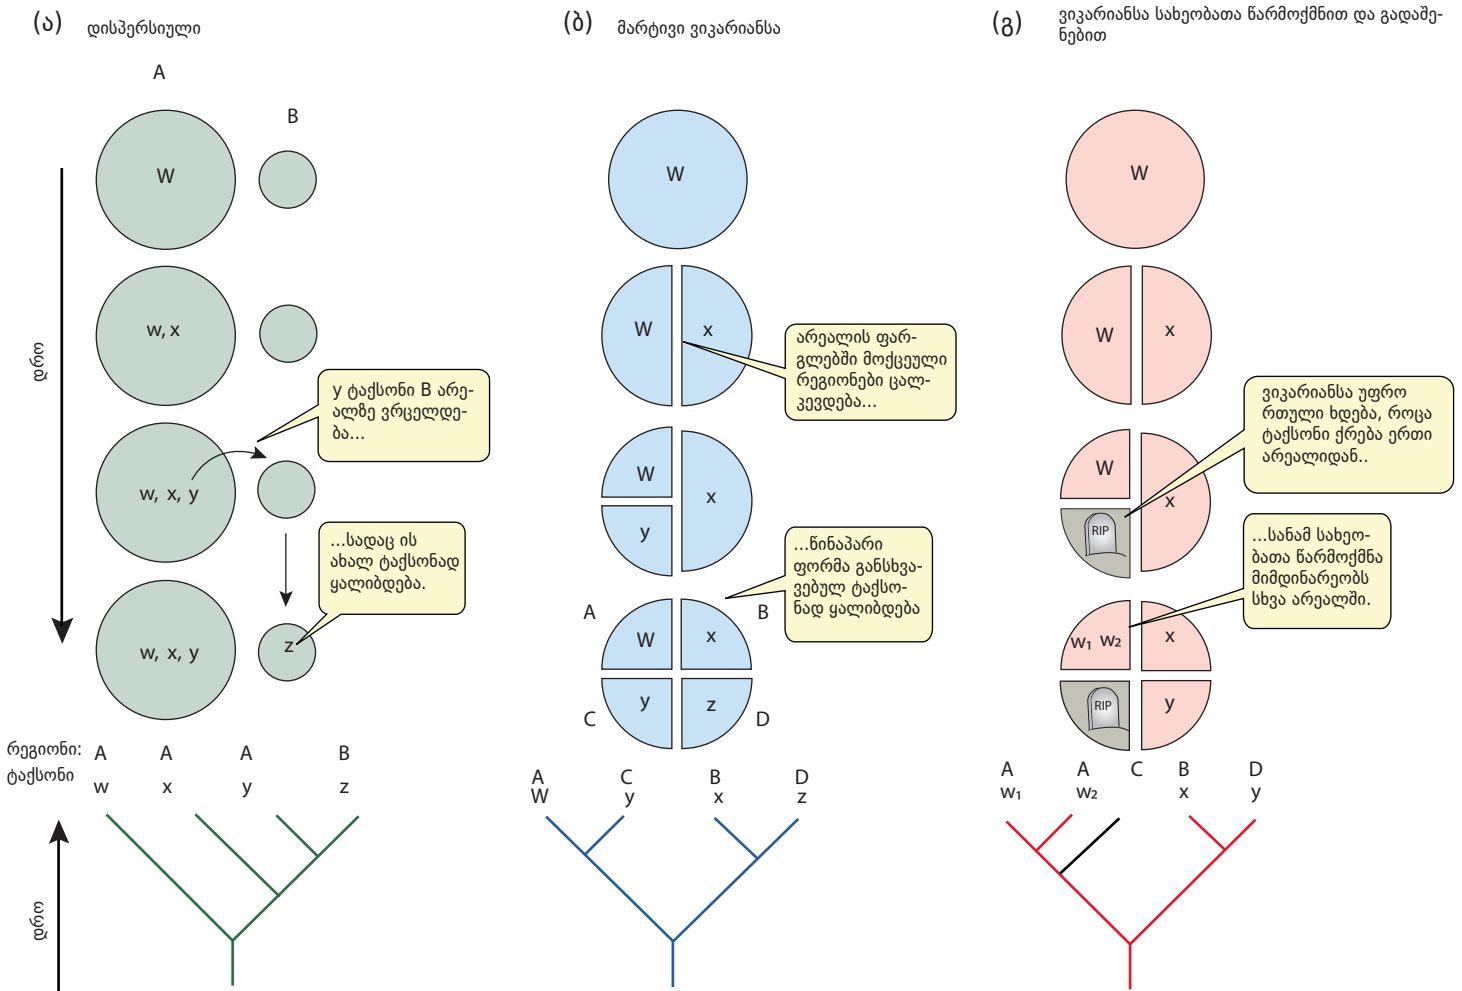 (ა) დისპერსიული
A
B
W
w, x
w, x, y
w, x, y
z
დრო
y ტაქსონი B არე-
ალზე ვრცელდე-
ბა...
...სადაც ის
ახალ ტაქსონად
ყალიბდება.
რეგიონი: A A A B
ტაქსონი w x y z
დრო
(ბ) მარტივი ვიკარიანსა
W
W x
W
x
y
A B
W x
y z
C D
არეალის ფარ-
გლებში მოქცეული
რეგიონები ცალ-
კევდება...
...წინაპარი
ფორმა განსხვა-
ვებულ ტაქსო-
ნად ყალიბდება
A C B D
W y x z
(გ) ვიკარიანსა სახეობათა წარმოქმნით და გადაშე-
ნებით
W
W x
W
x
RIP
w₁ w₂ x
RIP y
ვიკარიანსა უფრო
რთული ხდება, როცა
ტაქსონი ქრება ერთი
არეალიდან..
...სანამ სახეო-
ბათა წარმოქმნა
მიმდინარეობს
სხვა არეალში.
A A C B D
w₁ w₂ x y